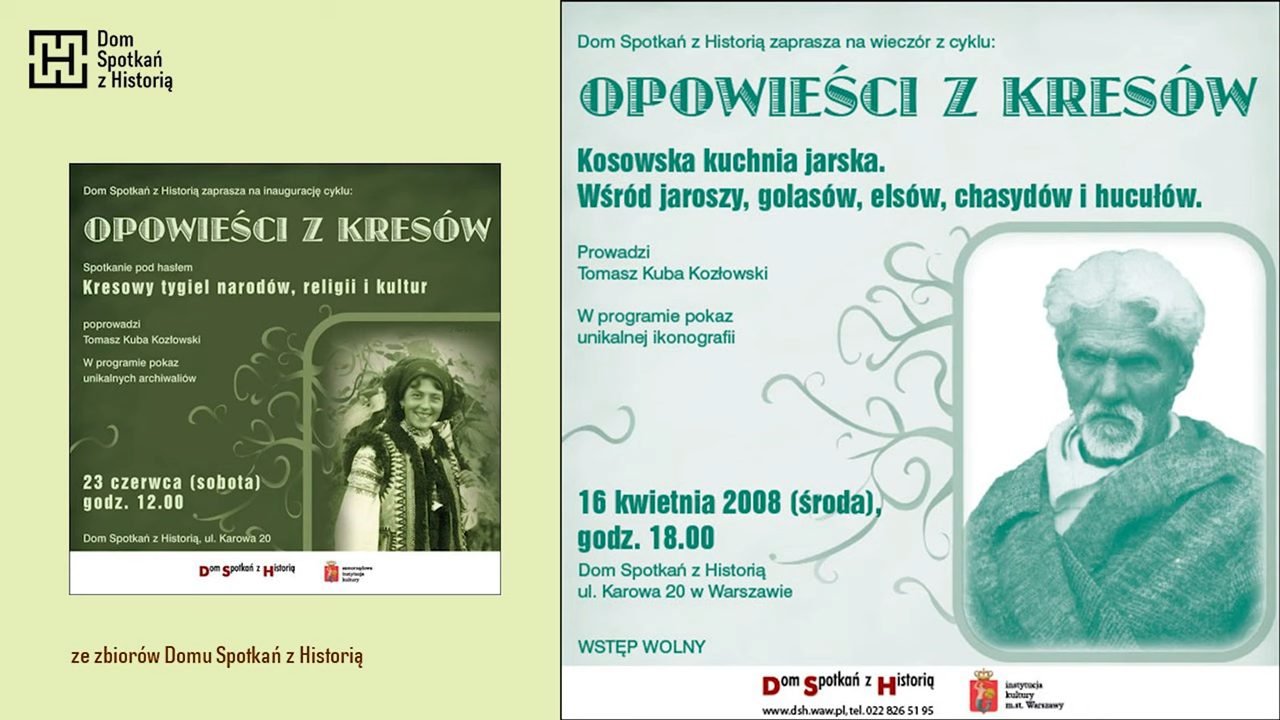 Dom
Spotkań
z Historią
Dom Spotkań z Historią zaprasza na inaugurację cyklu:
OPOWIEŚCI Z KRESÓW
Spotkanie pod hasłem
Kresowy tygiel narodów, religii i kultur
poprowadzi
Tomasz Kuba Kozłowski
W programie pokaz
unikalnych archiwaliów
23 czerwca (sobota)
godz. 12.00
Dom Spotkań z Historią, ul. Karowa 20
Dom Spotkań z Historią
samorządowa
instytucja
kultury
ze zbiorów Domu Spotkań z Historią
Dom Spotkań z Historią zaprasza na wieczór z cyklu:
OPOWIEŚCI Z KRESÓW
Kosowska kuchnia jarska.
Wśród jaroszy, golasów, elsów, chasydów i hucułów.
Prowadzi
Tomasz Kuba Kozłowski
W programie pokaz
unikalnej ikonografii
16 kwietnia 2008 (środa),
godz. 18.00
Dom Spotkań z Historią
ul. Karowa 20 w Warszawie
WSTĘP WOLNY
Dom Spotkań z Historią
www.dsh.waw.pl, tel. 022 826 51 95
instytucja
kultury
m.st. Warszawy